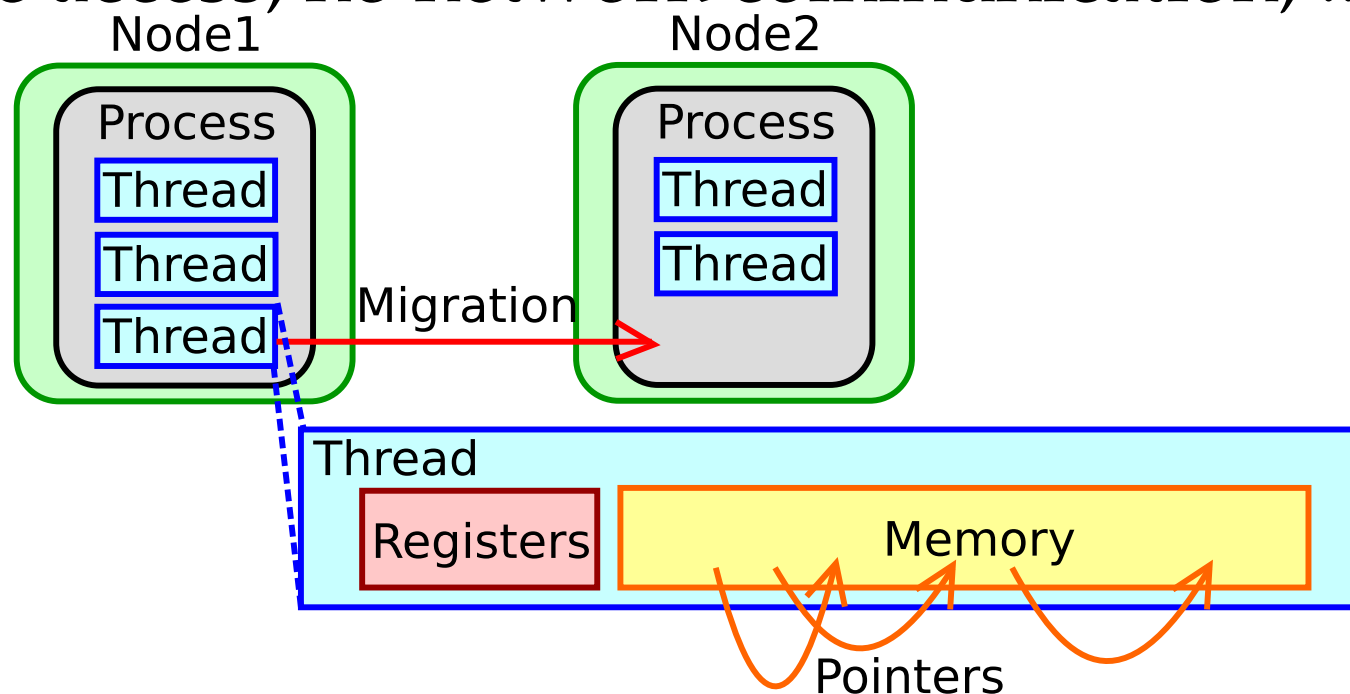 Node1
Node2
Process
Process
Thread
Thread
Thread
Thread
Migration
Thread
Thread
Registers
Memory
Pointers